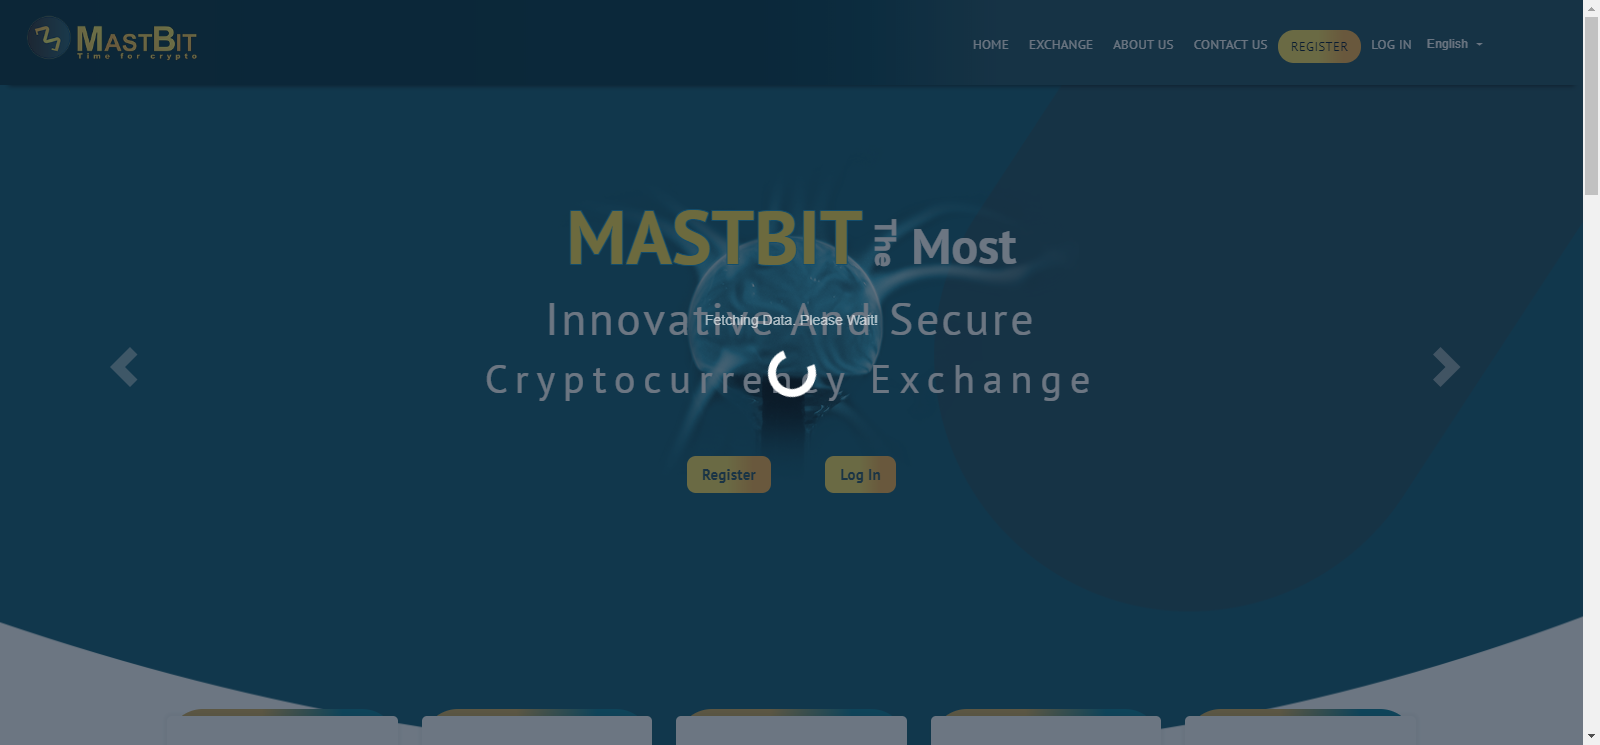 MASTBIT
Time for crypto
HOME
EXCHANGE
ABOUT US
CONTACT US
REGISTER
LOG IN
English
MASTBIT The Most
Innovative And Secure
Fetching Data. Please Wait!
Cryptocurrency Exchange
Register
Log In